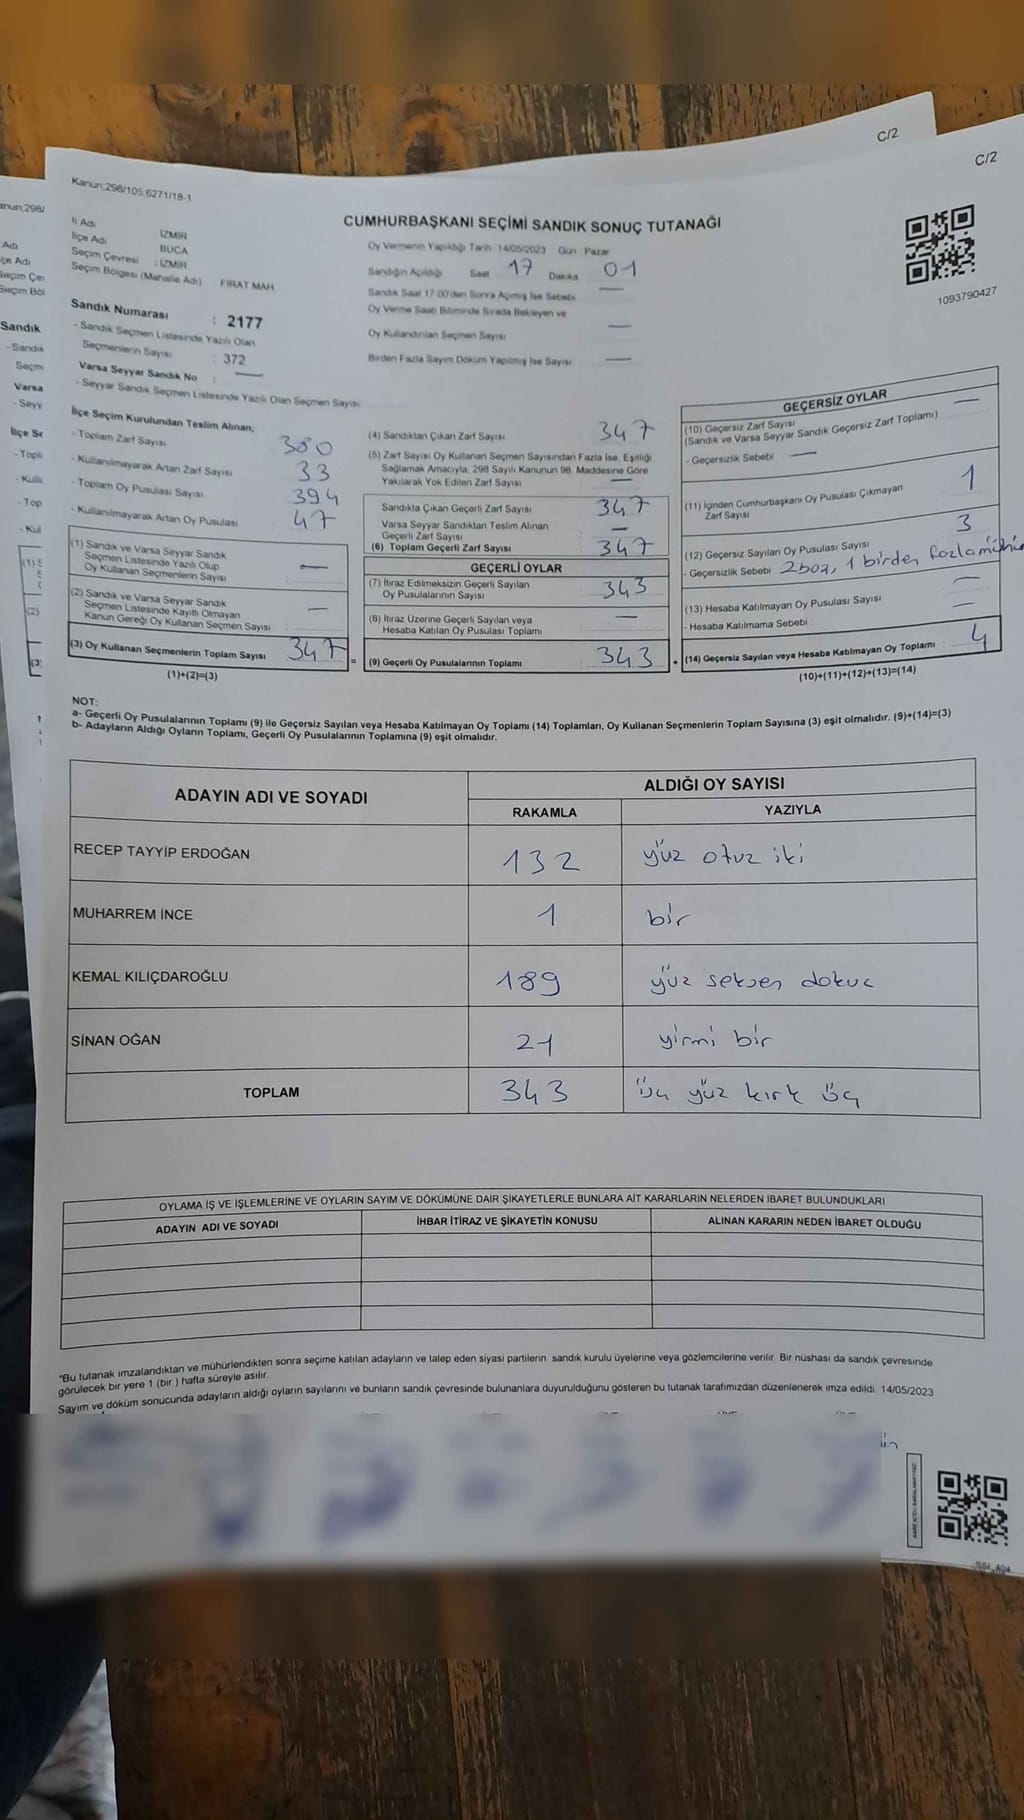 C/2
C/2
Kanun;298/105;6271/18-1
CUMHURBAŞKANI SEÇİMİ SANDIK SONUÇ TUTANAĞI
1093790427
İl Adı İZMİR
İlçe Adı BUCA
Seçim Çevresi : İZMİR
Seçim Bölgesi (Mahalle Adı) FIRAT MAH.
Sandık Numarası : 2177
- Sandık Seçmen Listesinde Yazılı Olan
Seçmenlerin Sayısı : 372
Varsa Seyyar Sandık No : —
- Seyyar Sandık Seçmen Listesinde Yazılı Olan Seçmen Sayısı
Oy Vermenin Yapıldığı Tarih 14/05/2023 Gün Pazar
Sandığın Açıldığı Saat 17 Dakika 01
Sandık Saat 17.00'den Sonra Açımış İse Sebebi —
Oy Verme Saati Bitiminde Sırada Bekleyen ve
Oy Kullandırılan Seçmen Sayısı —
Birden Fazla Sayım Döküm Yapılmış İse Sayısı —
İlçe Seçim Kurulundan Teslim Alınan;
- Toplam Zarf Sayısı 380
- Kullanılmayarak Artan Zarf Sayısı 33
- Toplam Oy Pusulası Sayısı 394
- Kullanılmayarak Artan Oy Pusulası 47
(1) Sandık ve Varsa Seyyar Sandık
Seçmen Listesinde Yazılı Olup
Oy Kullanan Seçmenlerin Sayısı —
(2) Sandık ve Varsa Seyyar Sandık
Seçmen Listesinde Kayıtlı Olmayan
Kanun Gereği Oy Kullanan Seçmen Sayısı —
(3) Oy Kullanan Seçmenlerin Toplam Sayısı 347
(1)+(2)=(3)
(4) Sandıktan Çıkan Zarf Sayısı 347
(5) Zarf Sayısı Oy Kullanan Seçmen Sayısından Fazla İse, Eşitliği
Sağlamak Amacıyla, 298 Sayılı Kanunun 98. Maddesine Göre
Yakılarak Yok Edilen Zarf Sayısı —
Sandıkta Çıkan Geçerli Zarf Sayısı 347
Varsa Seyyar Sandıktan Teslim Alınan
Geçerli Zarf Sayısı —
(6) Toplam Geçerli Zarf Sayısı 347
GEÇERLİ OYLAR
(7) İtiraz Edilmeksizin Geçerli Sayılan
Oy Pusulalarının Sayısı 343
(8) İtiraz Üzerine Geçerli Sayılan veya
Hesaba Katılan Oy Pusulası Toplamı —
= (9) Geçerli Oy Pusulalarının Toplamı 343 +
GEÇERSİZ OYLAR
(10) Geçersiz Zarf Sayısı —
(Sandık ve Varsa Seyyar Sandık Geçersiz Zarf Toplamı)
- Geçersizlik Sebebi —
(11) İçinden Cumhurbaşkanı Oy Pusulası Çıkmayan
Zarf Sayısı 1
(12) Geçersiz Sayılan Oy Pusulası Sayısı 3
- Geçersizlik Sebebi 2 boş, 1 birden fazla mühür
(13) Hesaba Katılmayan Oy Pusulası Sayısı —
- Hesaba Katılmama Sebebi : —
(14) Geçersiz Sayılan veya Hesaba Katılmayan Oy Toplamı : 4
(10)+(11)+(12)+(13)=(14)
NOT:
a- Geçerli Oy Pusulalarının Toplamı (9) ile Geçersiz Sayılan veya Hesaba Katılmayan Oy Toplamı (14) Toplamları, Oy Kullanan Seçmenlerin Toplam Sayısına (3) eşit olmalıdır. (9)+(14)=(3)
b- Adayların Aldığı Oyların Toplamı, Geçerli Oy Pusulalarının Toplamına (9) eşit olmalıdır.
ADAYIN ADI VE SOYADI ALDIĞI OY SAYISI
RAKAMLA YAZIYLA
RECEP TAYYİP ERDOĞAN 132 yüz otuz iki
MUHARREM İNCE 1 bir
KEMAL KILIÇDAROĞLU 189 yüz seksen dokuz
SİNAN OĞAN 21 yirmi bir
TOPLAM 343 üç yüz kırk üç
OYLAMA İŞ VE İŞLEMLERİNE VE OYLARIN SAYIM VE DÖKÜMÜNE DAİR ŞİKAYETLERLE BUNLARA AİT KARARLARIN NELERDEN İBARET BULUNDUKLARI
ADAYIN ADI VE SOYADI İHBAR İTİRAZ VE ŞİKAYETİN KONUSU ALINAN KARARIN NEDEN İBARET OLDUĞU
*Bu tutanak imzalandıktan ve mühürlendikten sonra seçime katılan adayların ve talep eden siyasi partilerin sandık kurulu üyelerine veya gözlemcilerine verilir. Bir nüshası da sandık çevresinde
görülecek bir yere 1 (bir) hafta süreyle asılır.
Sayım ve döküm sonucunda adayların aldığı oyların sayılarını ve bunların sandık çevresinde bulunanlara duyurulduğunu gösteren bu tutanak tarafımızdan düzenlenerek imza edildi. 14/05/2023